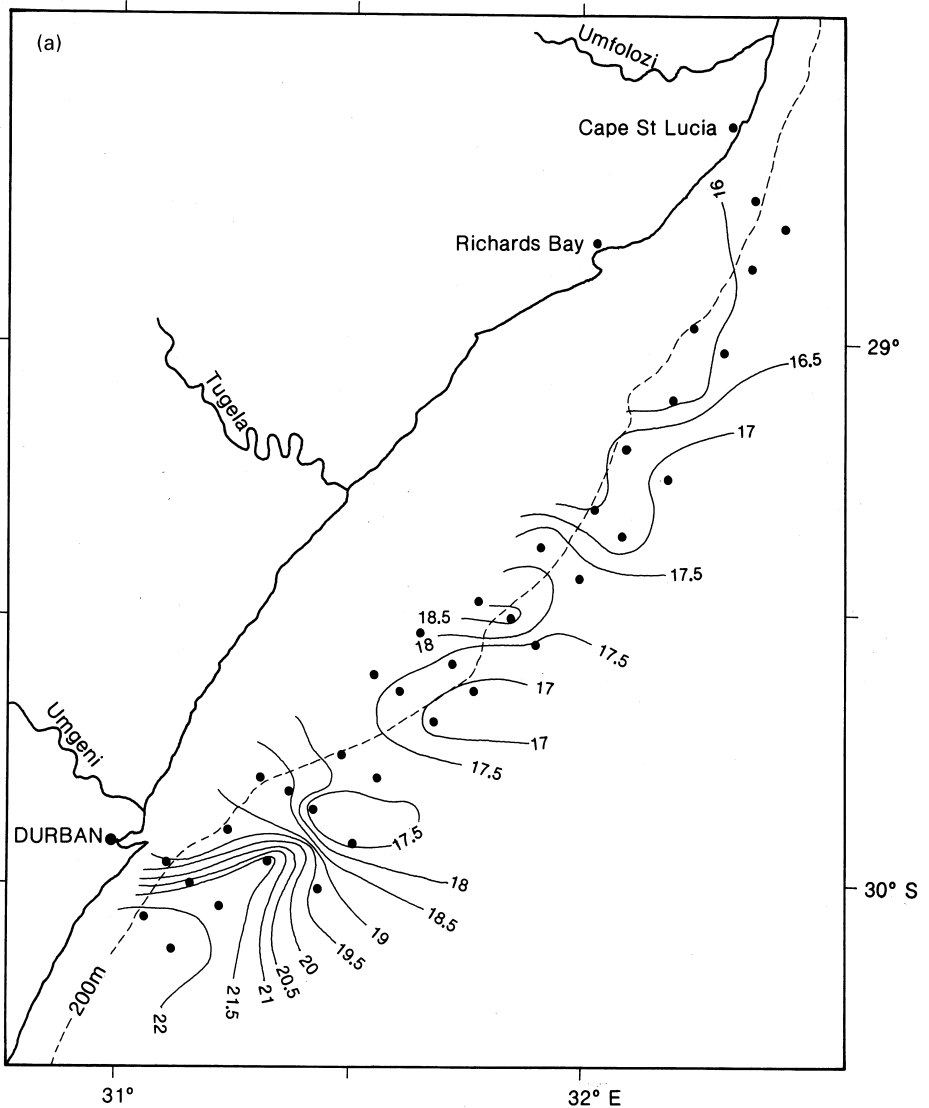 (a)
Umfolozi
Cape St Lucia
16
Richards Bay
29°
16.5
Tugela
17
17.5
18.5
18
17.5
17
Umgeni
17
17.5
DURBAN
17.5
18
30° S
18.5
19
19.5
20
20.5
21
21.5
22
200m
31°
32° E